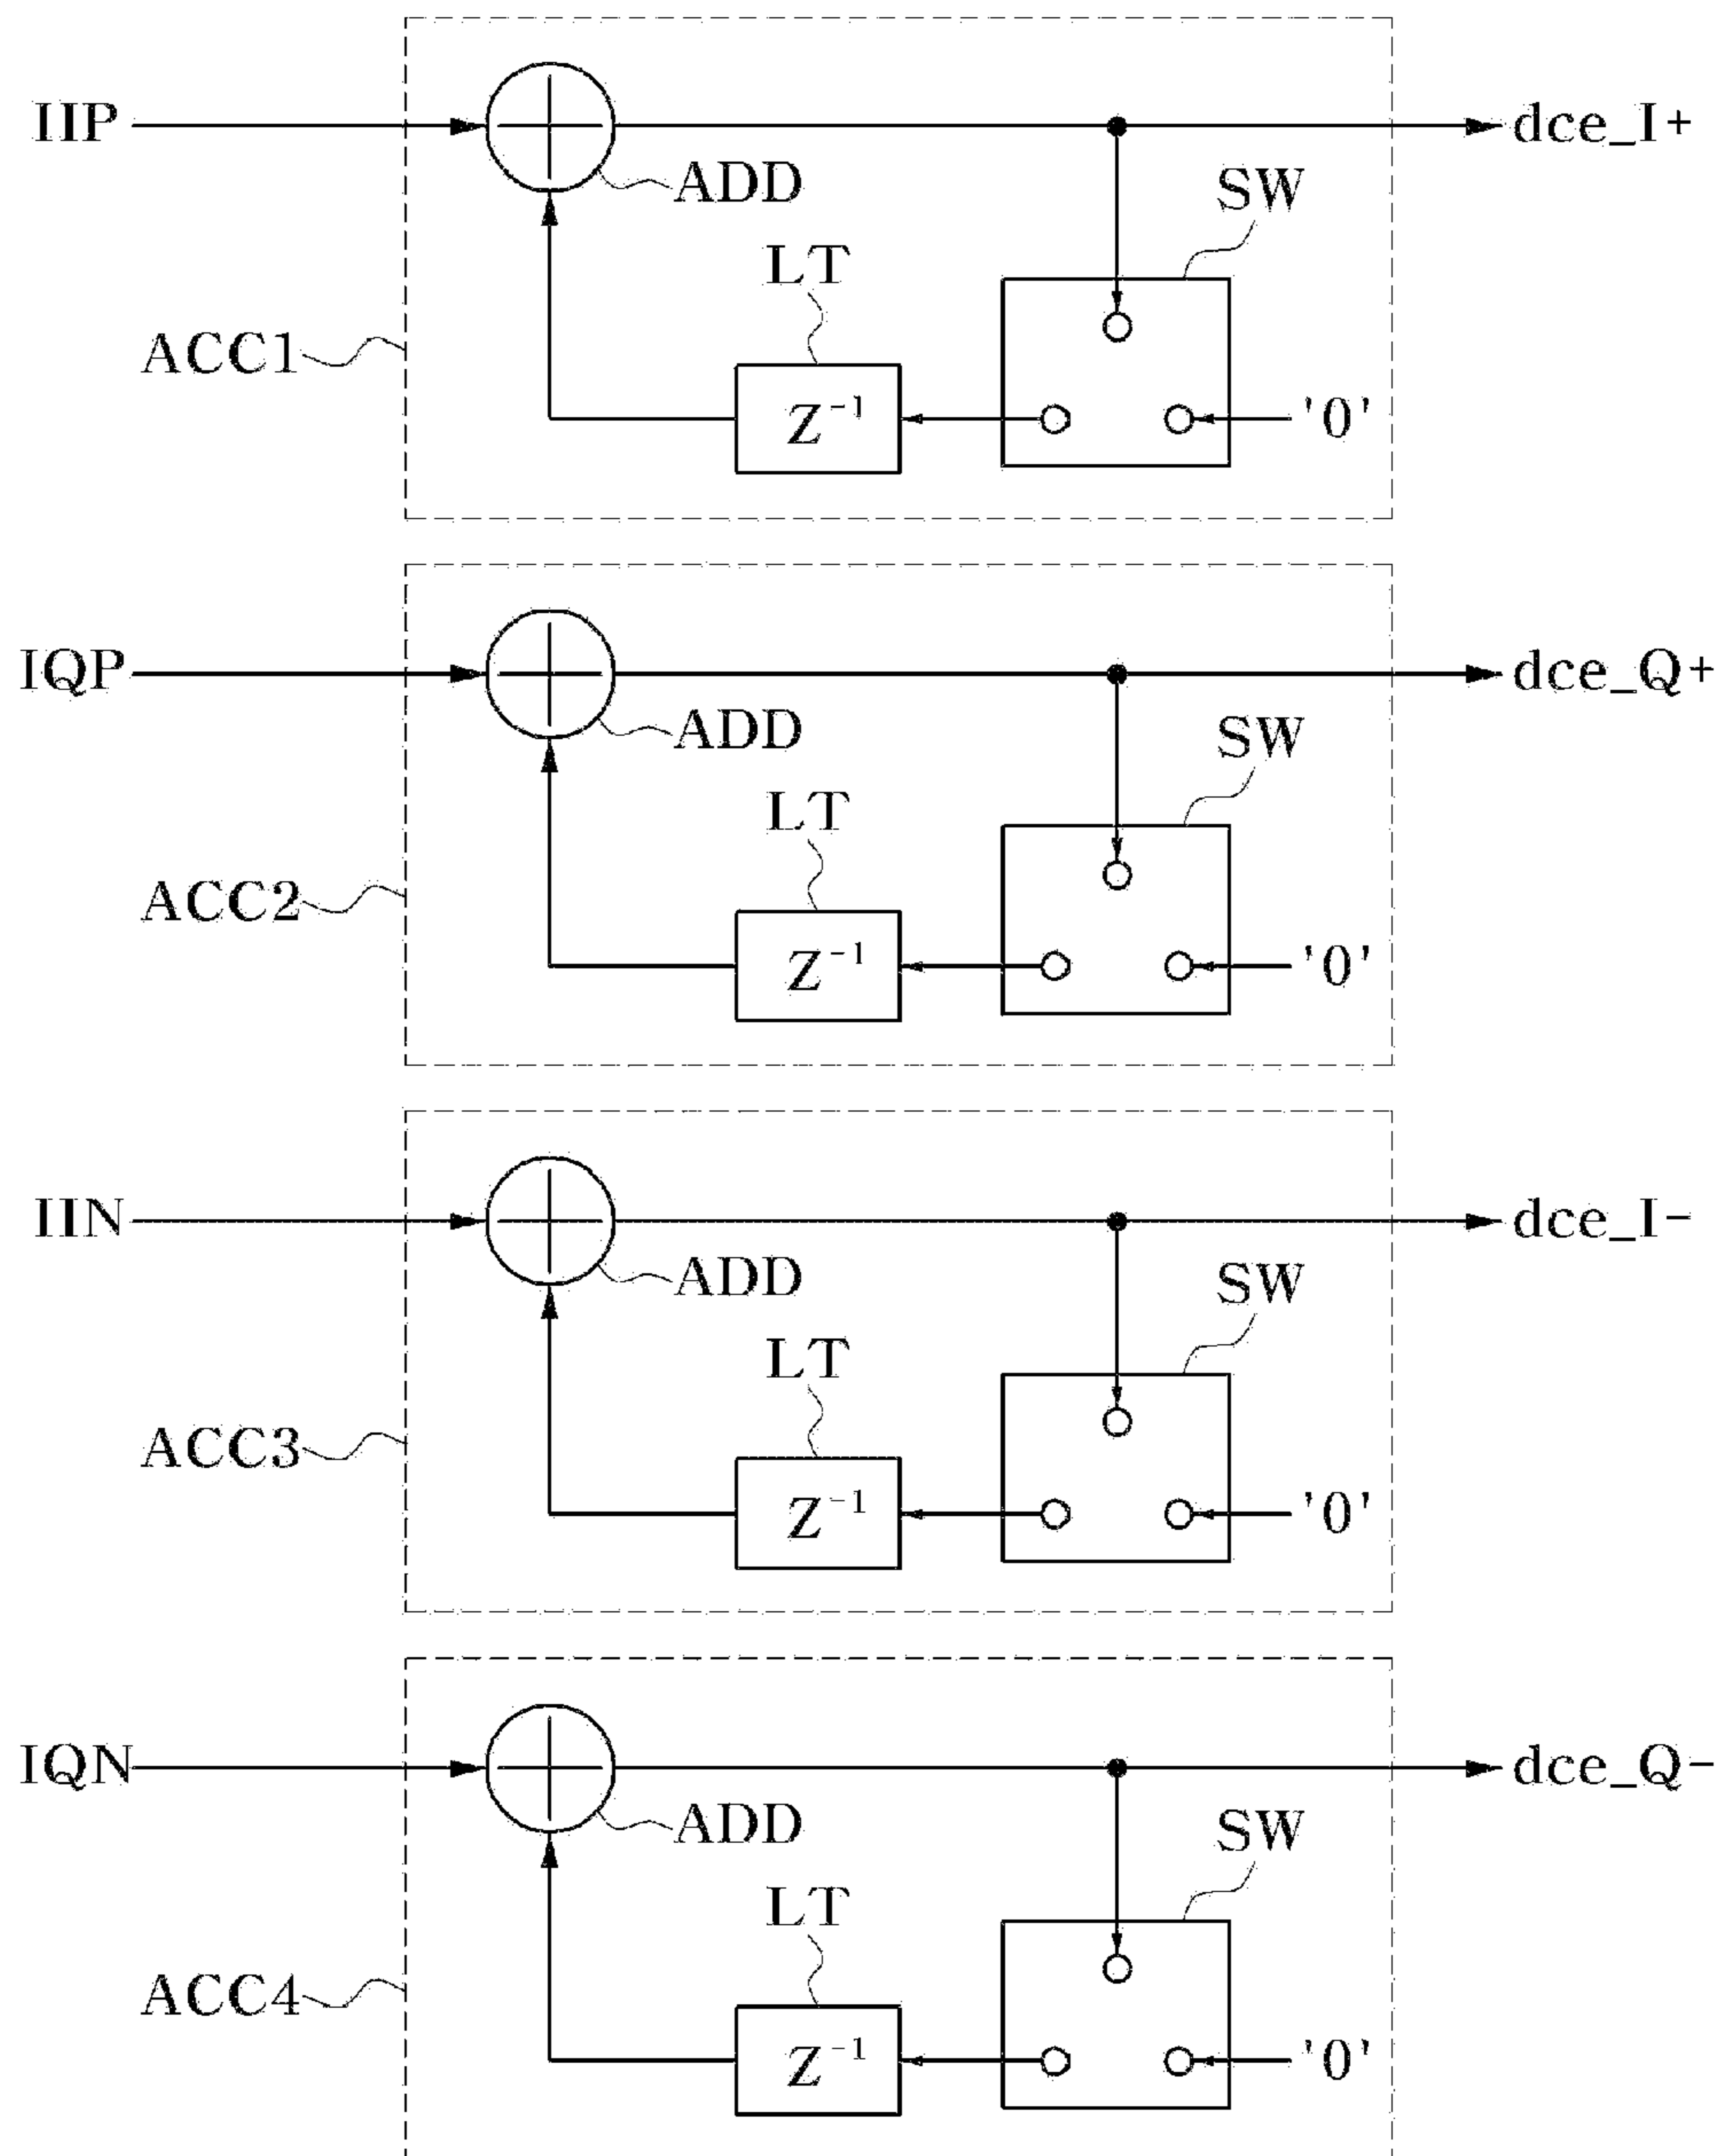 IIP
dce_I+
ADD
SW
LT
ACC1
Z⁻¹
'0'
IQP
dce_Q+
ADD
SW
LT
ACC2
Z⁻¹
'0'
IIN
dce_I-
ADD
SW
LT
ACC3
Z⁻¹
'0'
IQN
dce_Q-
ADD
SW
LT
ACC4
Z⁻¹
'0'